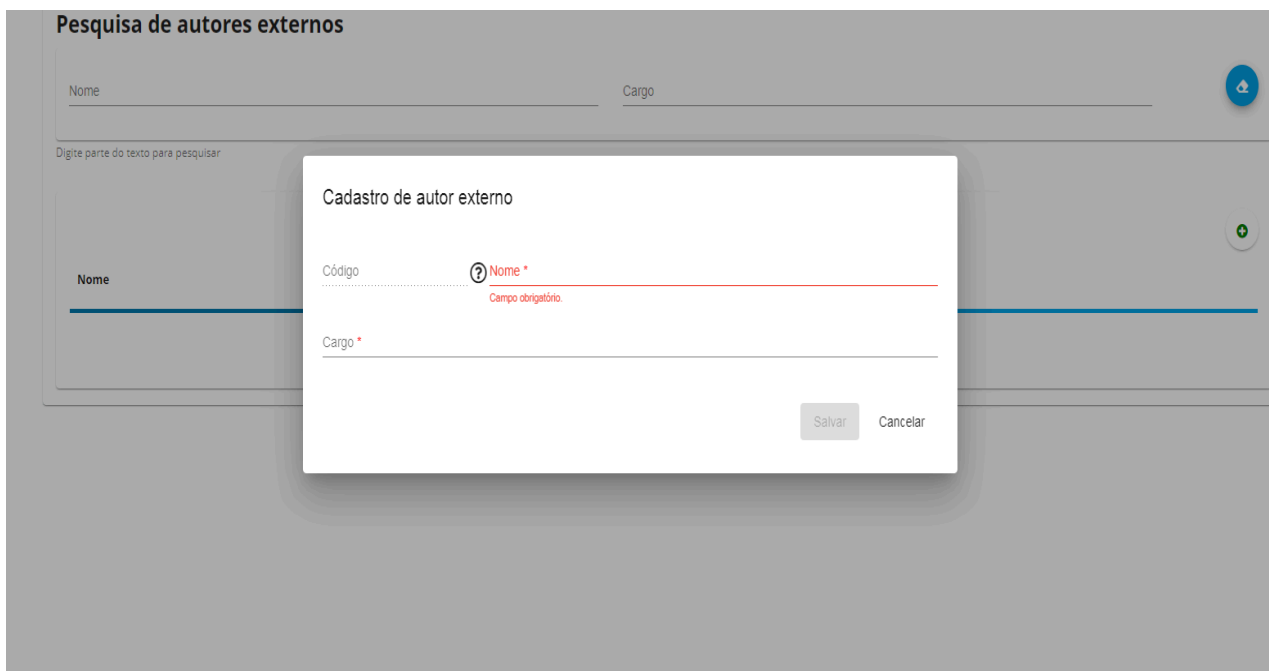 Pesquisa de autores externos
Nome Cargo
Digite parte do texto para pesquisar
Cadastro de autor externo
Código ? Nome *
Campo obrigatório.
Nome
Cargo *
Salvar Cancelar